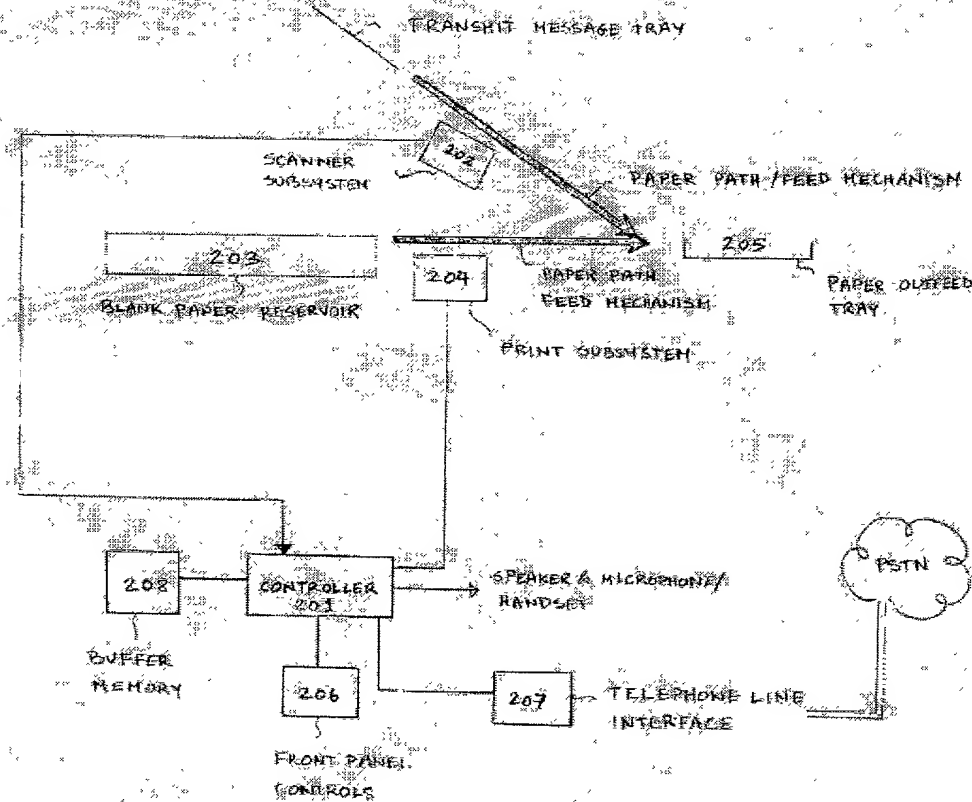 TRANSMIT MESSAGE TRAY
202
SCANNER
SUBSYSTEM
PAPER PATH/FEED MECHANISM
203
205
204
PAPER PATH
FEED MECHANISM
PAPER OUTFEED
TRAY
BLANK PAPER RESERVOIR
PRINT SUBSYSTEM
PSTN
208
CONTROLLER
201
SPEAKER & MICROPHONE/
HANDSET
BUFFER
MEMORY
206
207
TELEPHONE LINE
INTERFACE
FRONT PANEL
CONTROLS